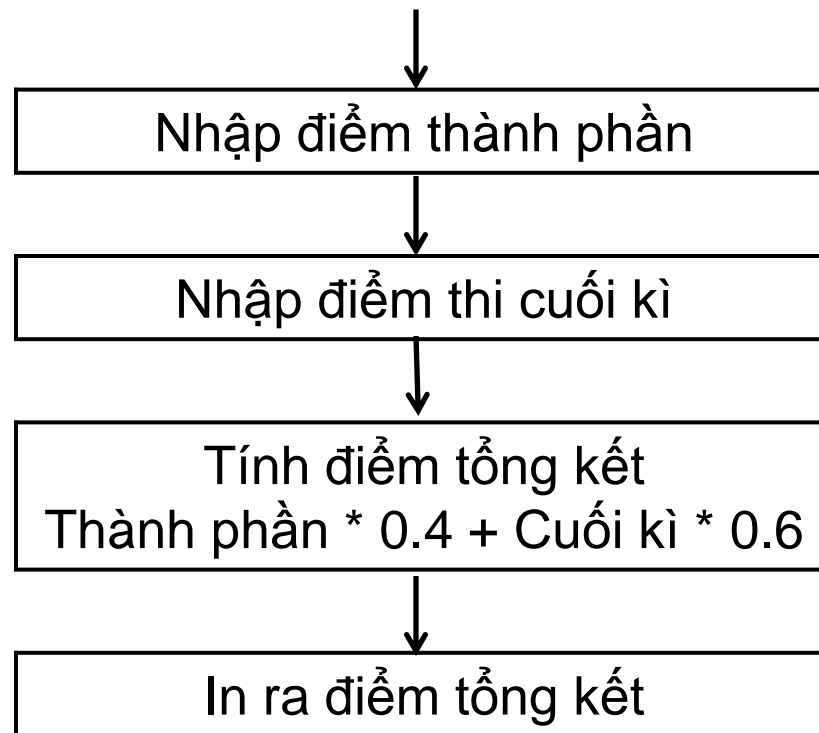 Nhập điểm thành phần
Nhập điểm thi cuối kì
Tính điểm tổng kết
Thành phần * 0.4 + Cuối kì * 0.6
In ra điểm tổng kết